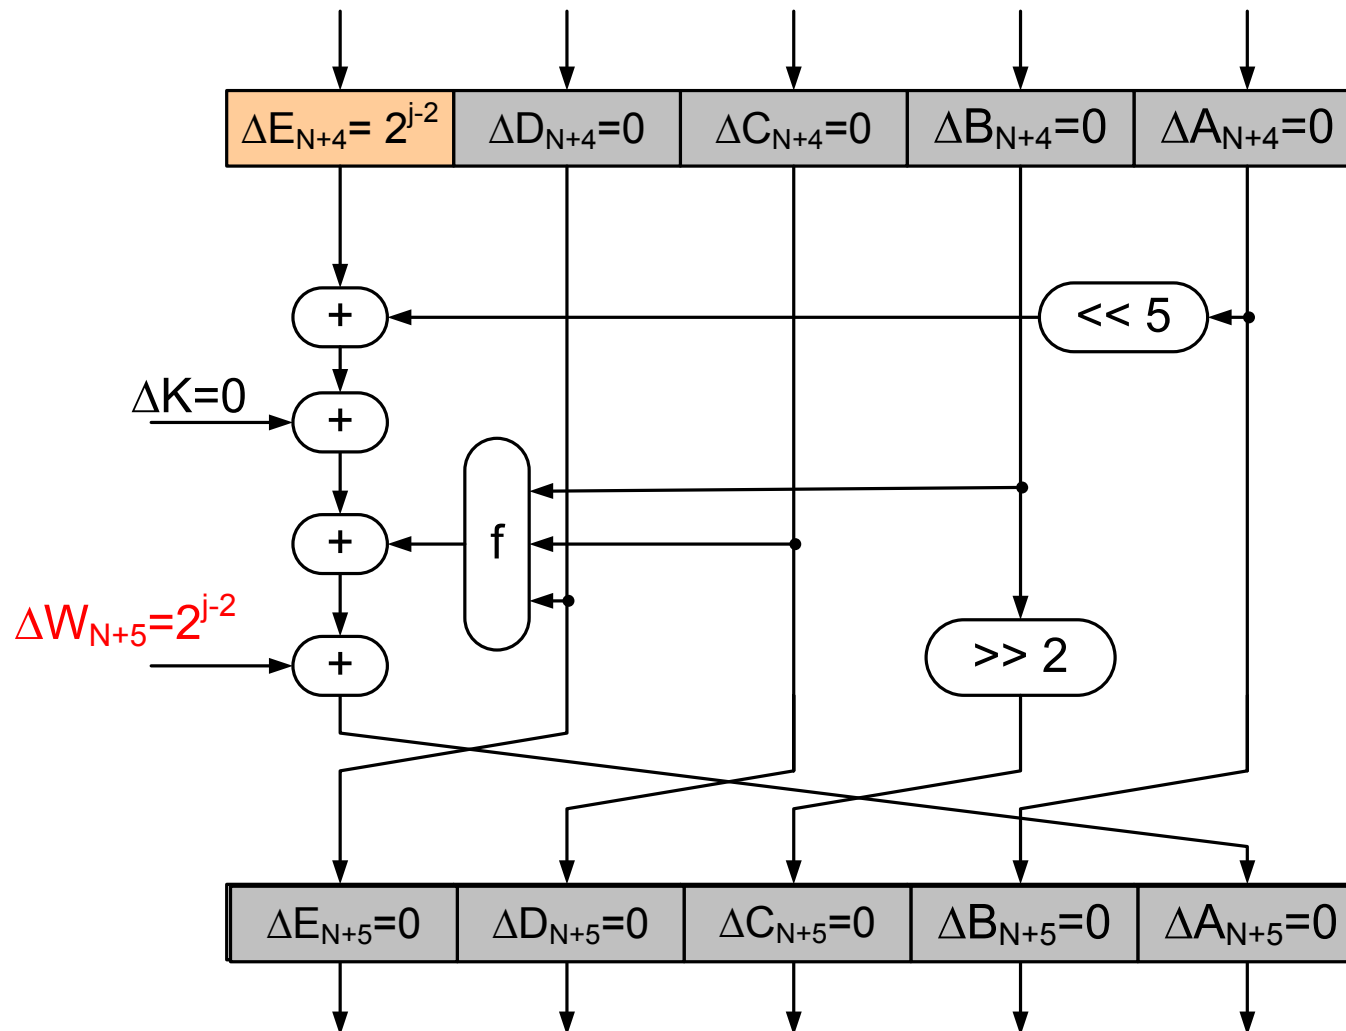 ΔE_{N+4}= 2^{j-2} ΔD_{N+4}=0 ΔC_{N+4}=0 ΔB_{N+4}=0 ΔA_{N+4}=0
+
<< 5
ΔK=0
+
+
f
ΔW_{N+5}=2^{j-2}
+
>> 2
ΔE_{N+5}=0 ΔD_{N+5}=0 ΔC_{N+5}=0 ΔB_{N+5}=0 ΔA_{N+5}=0